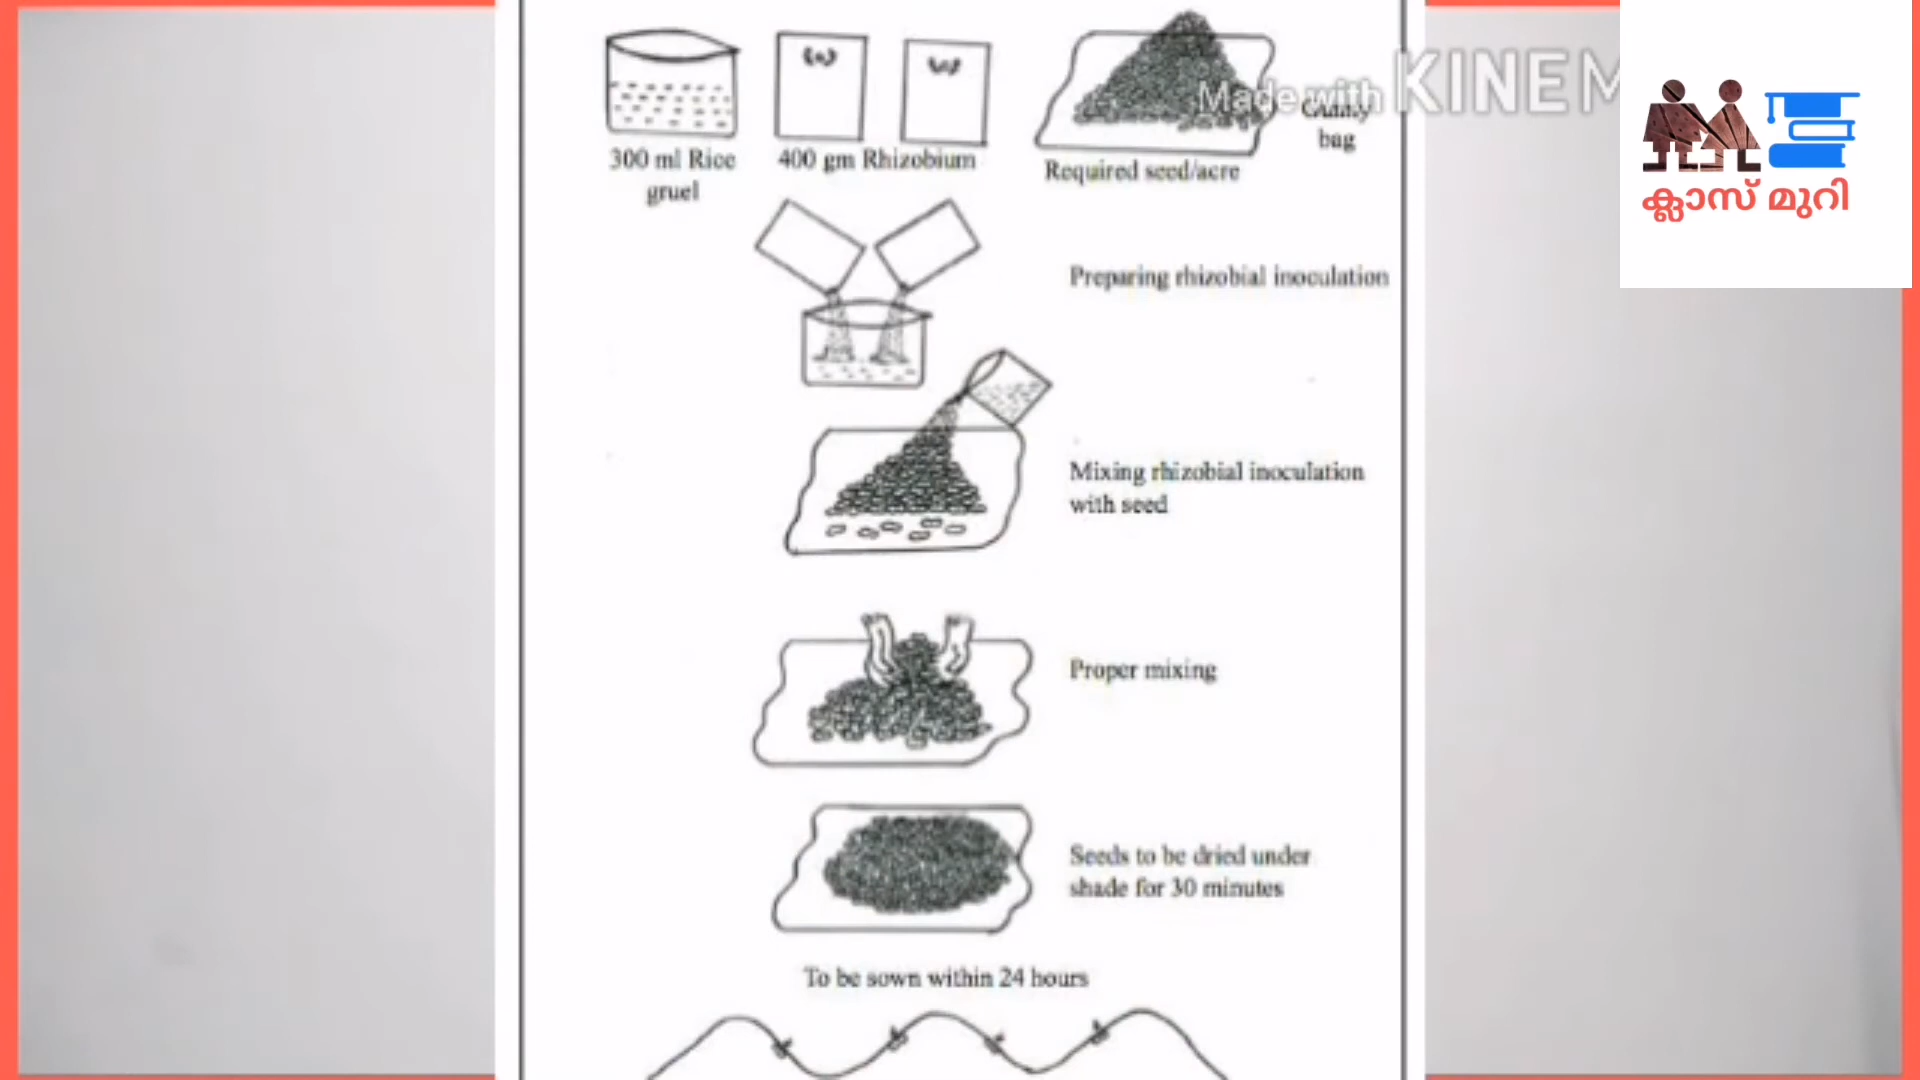 Made with KINEM
Gunny
bag
300 ml Rice
gruel
400 gm Rhizobium
Required seed/acre
ക്ലാസ് മുറി
Preparing rhizobial inoculation
Mixing rhizobial inoculation
with seed
Proper mixing
Seeds to be dried under
shade for 30 minutes
To be sown within 24 hours